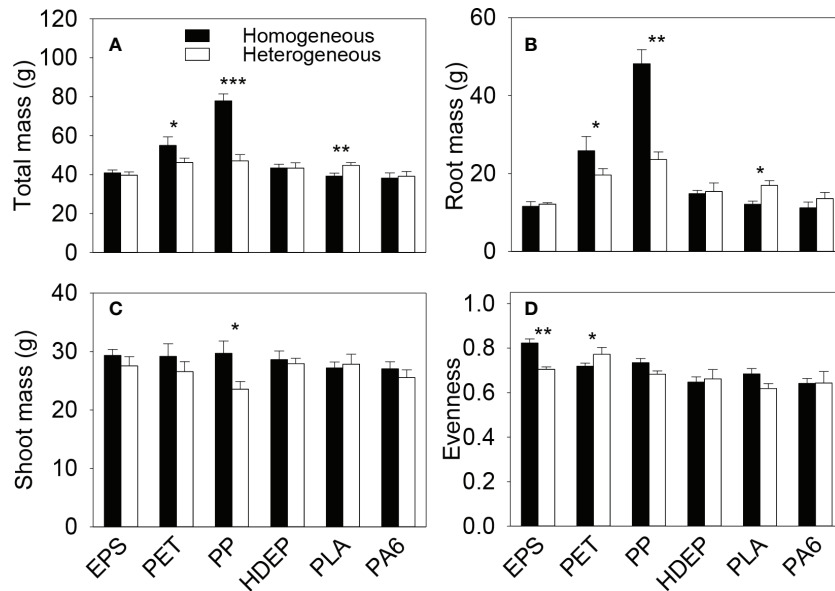 A
Homogeneous
Heterogeneous
Total mass (g)
120
100
80
60
40
20
0
*
***
**
B
Root mass (g)
60
40
20
0
*
**
*
C
Shoot mass (g)
40
30
20
10
0
*
EPS
PET
PP
HDEP
PLA
PA6
D
Evenness
1.0
0.8
0.6
0.4
0.2
0.0
**
*
EPS
PET
PP
HDEP
PLA
PA6